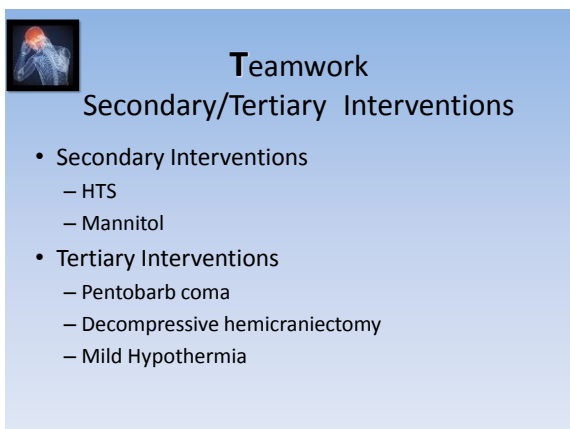 Teamwork
Secondary/Tertiary Interventions
• Secondary Interventions
– HTS
– Mannitol
• Tertiary Interventions
– Pentobarb coma
– Decompressive hemicraniectomy
– Mild Hypothermia